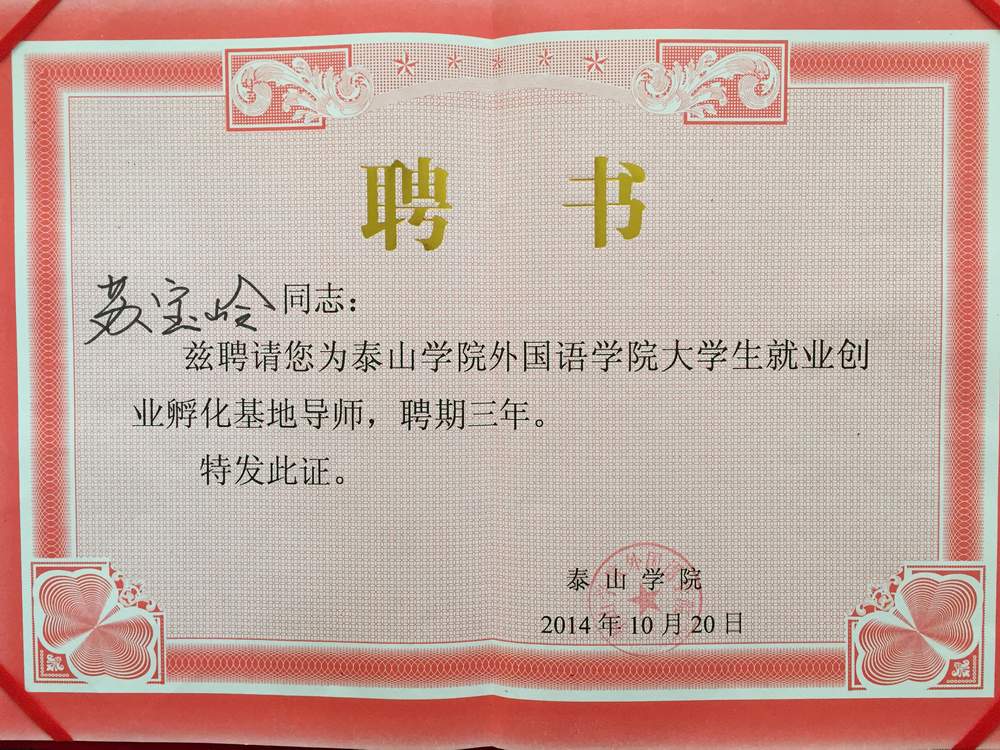 聘书
苏宝岭同志：
兹聘请您为泰山学院外国语学院大学生就业创
业孵化基地导师，聘期三年。
特发此证。
泰山学院
2014年10月20日